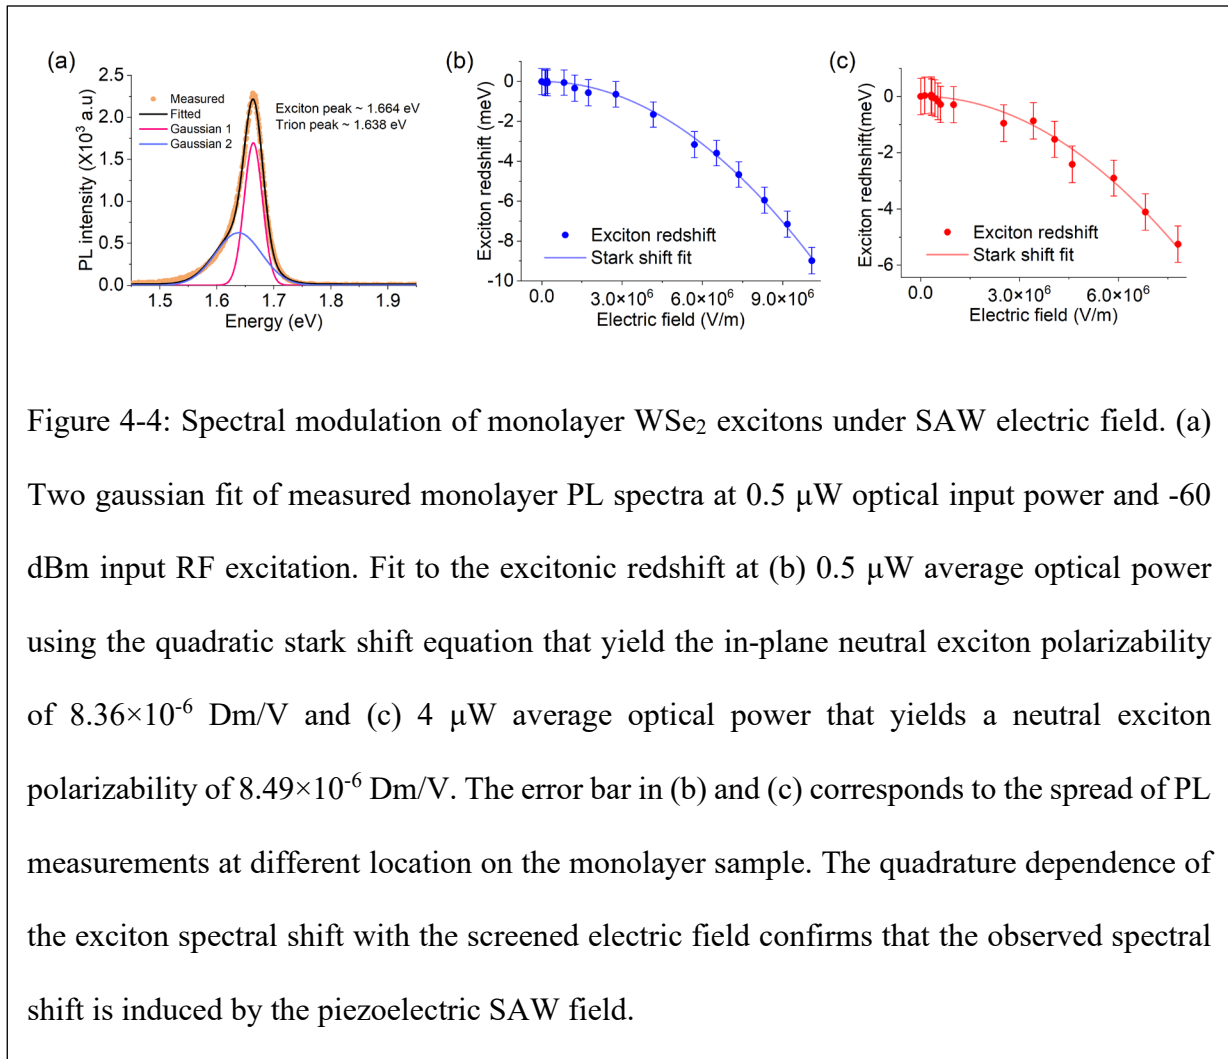 (a)
2.5
2.0
1.5
1.0
0.5
0.0
PL intensity (X10³ a.u)
Measured
Fitted
Gaussian 1
Gaussian 2
Exciton peak ~ 1.664 eV
Trion peak ~ 1.638 eV
1.5 1.6 1.7 1.8 1.9
Energy (eV)
(b)
0
-2
-4
-6
-8
-10
Exciton redshift (meV)
Exciton redshift
Stark shift fit
0.0 3.0×10⁶ 6.0×10⁶ 9.0×10⁶
Electric field (V/m)
(c)
0
-2
-4
-6
Exciton redhshift(meV)
Exciton redshift
Stark shift fit
0.0 3.0×10⁶ 6.0×10⁶
Electric field (V/m)
Figure 4-4: Spectral modulation of monolayer WSe₂ excitons under SAW electric field. (a)
Two gaussian fit of measured monolayer PL spectra at 0.5 μW optical input power and -60
dBm input RF excitation. Fit to the excitonic redshift at (b) 0.5 μW average optical power
using the quadratic stark shift equation that yield the in-plane neutral exciton polarizability
of 8.36×10⁻⁶ Dm/V and (c) 4 μW average optical power that yields a neutral exciton
polarizability of 8.49×10⁻⁶ Dm/V. The error bar in (b) and (c) corresponds to the spread of PL
measurements at different location on the monolayer sample. The quadrature dependence of
the exciton spectral shift with the screened electric field confirms that the observed spectral
shift is induced by the piezoelectric SAW field.